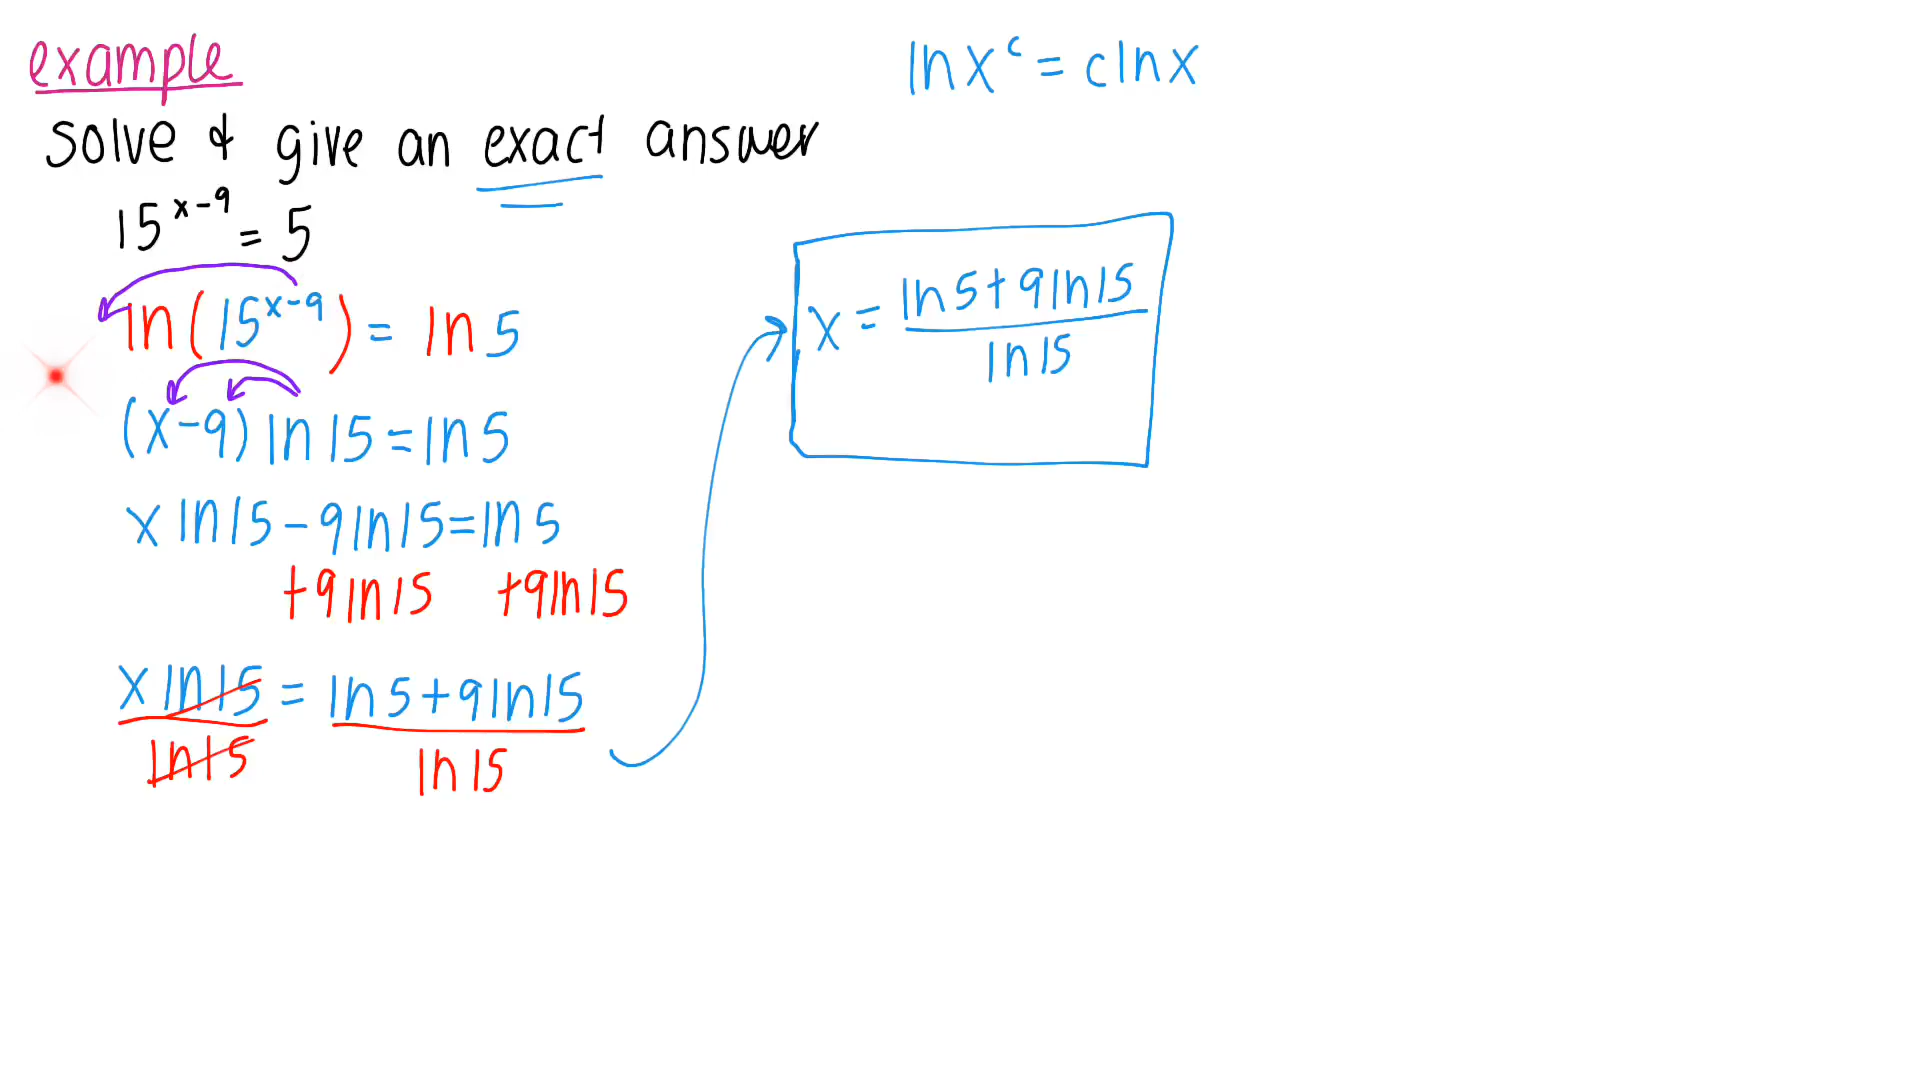 example
solve & give an exact answer
15^{x-9} = 5
ln(15^{x-9}) = ln 5
(x-9) ln 15 = ln 5
x ln 15 - 9 ln 15 = ln 5
+9 ln 15 +9 ln 15
x ln 15 = ln 5 + 9 ln 15
ln 15 ln 15
ln x^c = c ln x
x = ln 5 + 9 ln 15
ln 15